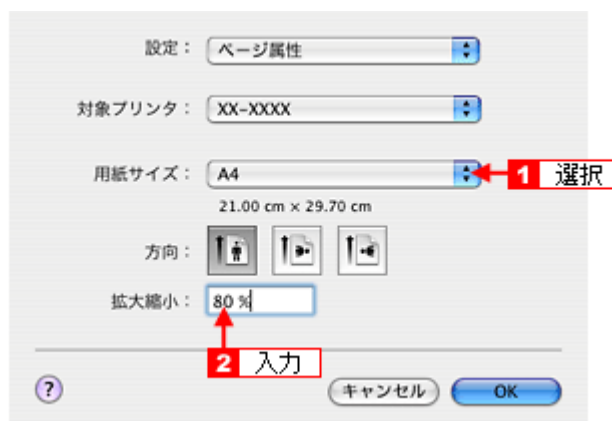 設定： ページ属性
対象プリンタ： XX-XXXX
用紙サイズ： A4
1 選択
21.00 cm × 29.70 cm
方向：
拡大縮小： 80 %
2 入力
? キャンセル OK